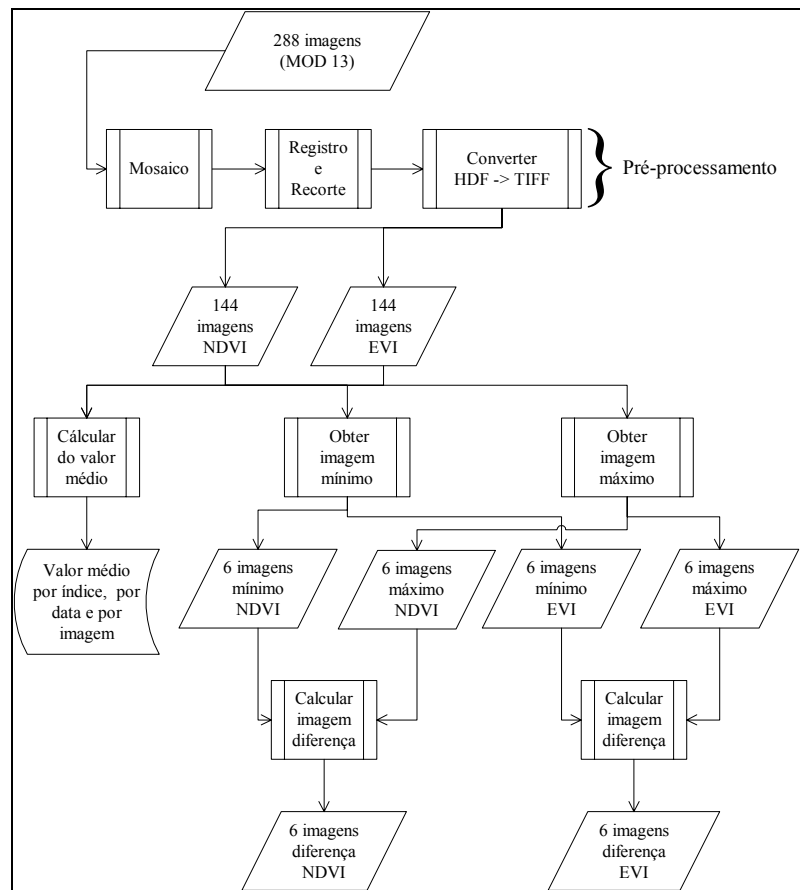 288 imagens
(MOD 13)
Mosaico
Registro
e
Recorte
Converter
HDF -> TIFF
Pré-processamento
144
imagens
NDVI
144
imagens
EVI
Cálcular
do valor
médio
Obter
imagem
mínimo
Obter
imagem
máximo
Valor médio
por índice, por
data e por
imagem
6 imagens
mínimo
NDVI
6 imagens
máximo
NDVI
6 imagens
mínimo
EVI
6 imagens
máximo
EVI
Calcular
imagem
diferença
Calcular
imagem
diferença
6 imagens
diferença
NDVI
6 imagens
diferença
EVI